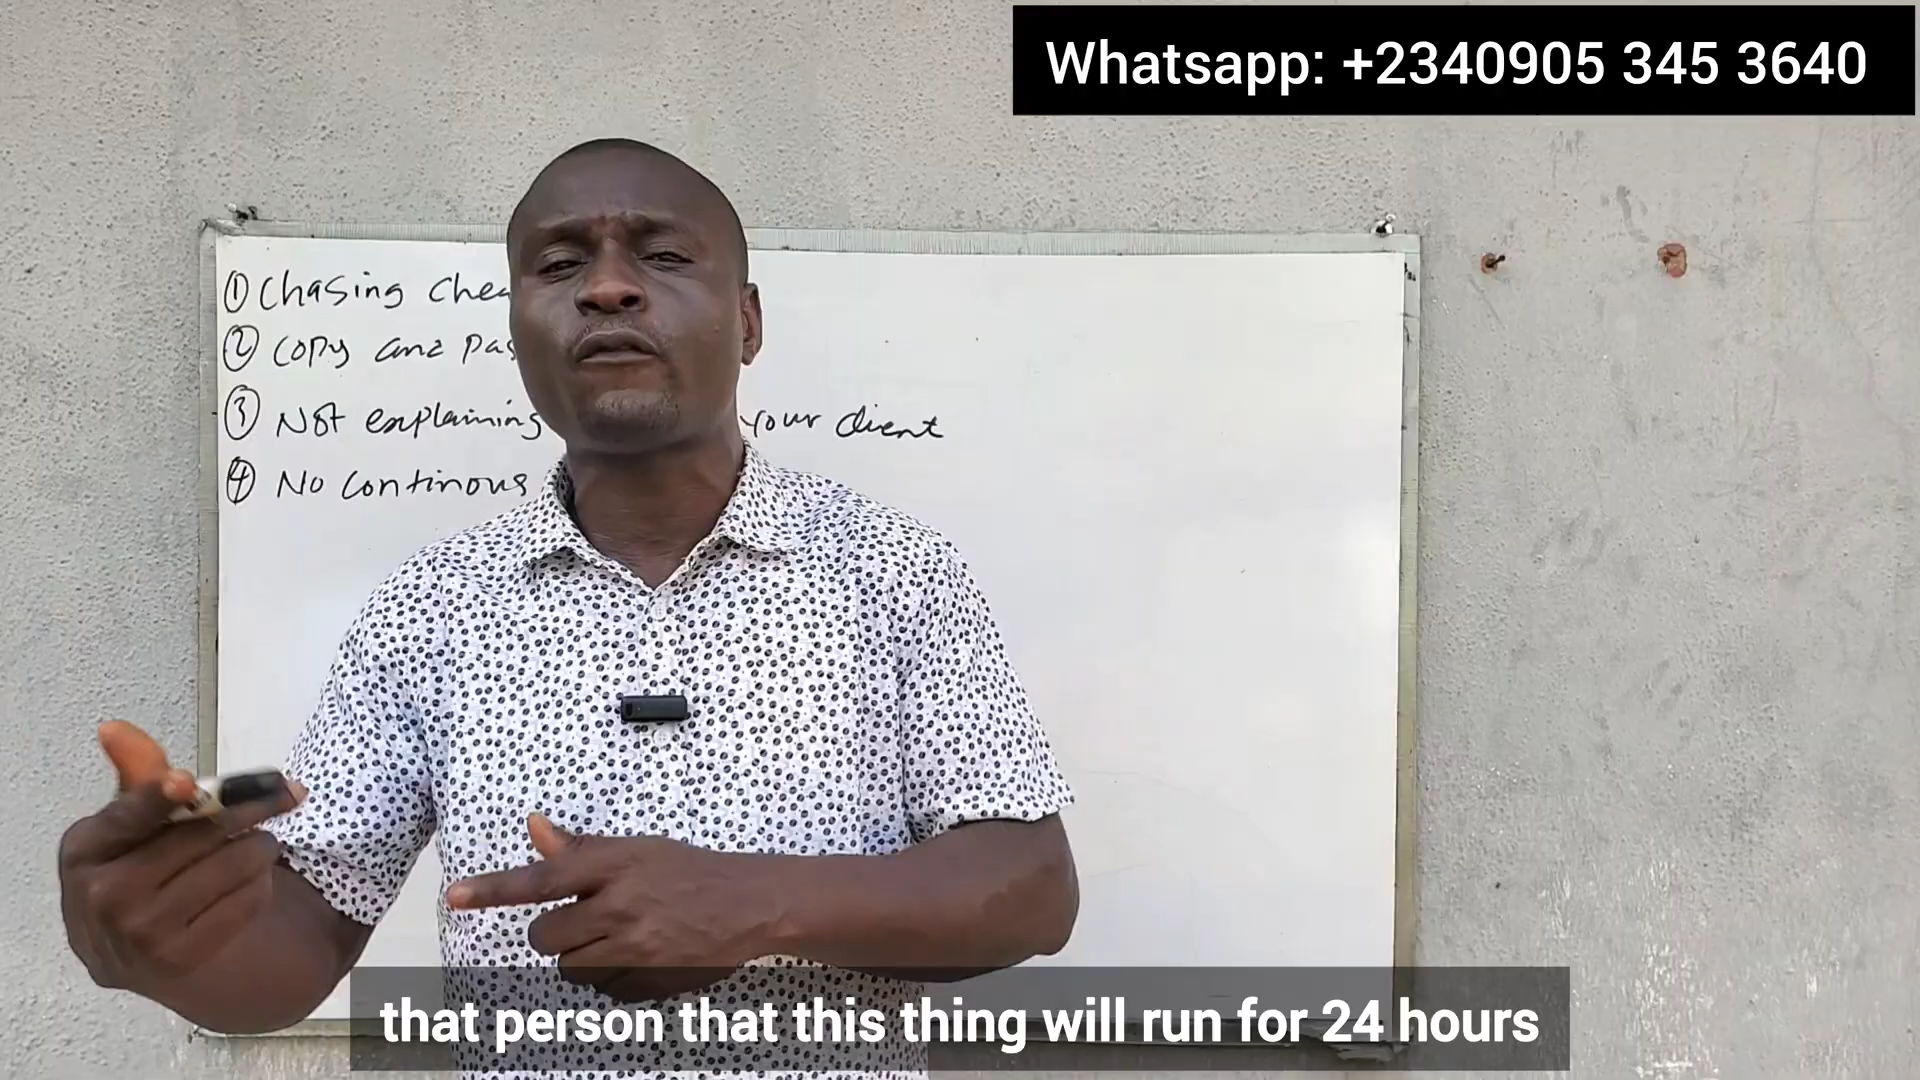 Whatsapp: +2340905 345 3640
① Chasing
② Copy and
③ Not explaining your client
④ No Continous
that person that this thing will run for 24 hours